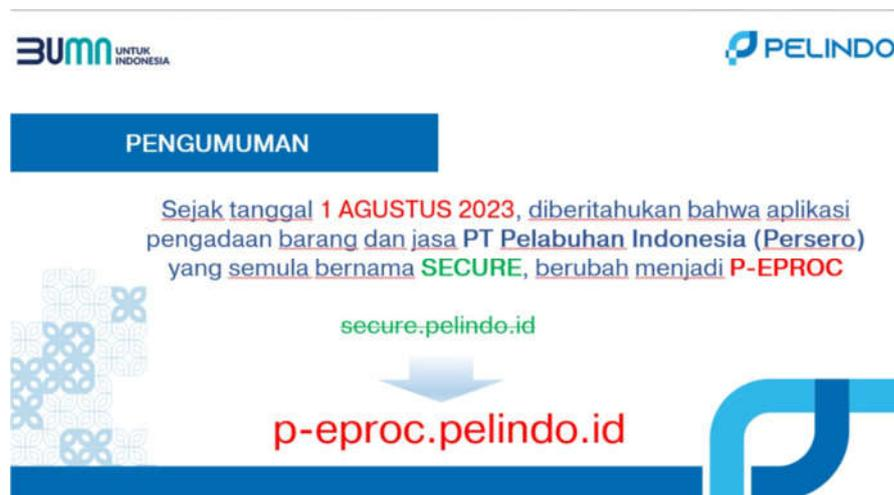 BUMN UNTUK
INDONESIA
PELINDO
PENGUMUMAN
Sejak tanggal 1 AGUSTUS 2023, diberitahukan bahwa aplikasi
pengadaan barang dan jasa PT Pelabuhan Indonesia (Persero)
yang semula bernama SECURE, berubah menjadi P-EPROC
secure.pelindo.id
p-eproc.pelindo.id